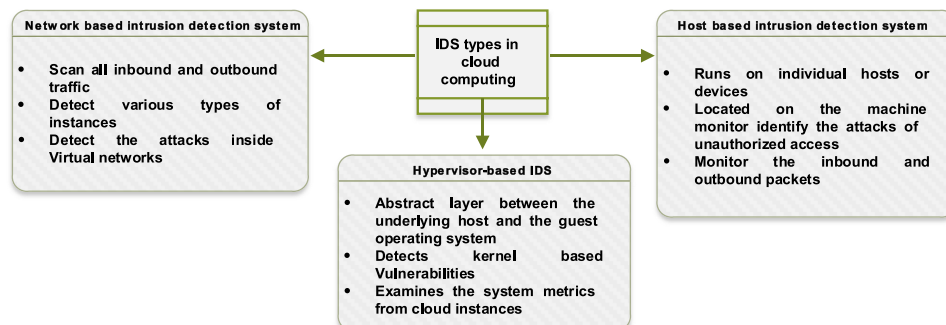 Network based intrusion detection system
• Scan all inbound and outbound
traffic
• Detect various types of
instances
• Detect the attacks inside
Virtual networks
IDS types in
cloud
computing
Host based intrusion detection system
• Runs on individual hosts or
devices
• Located on the machine
monitor identify the attacks of
unauthorized access
• Monitor the inbound and
outbound packets
Hypervisor-based IDS
• Abstract layer between the
underlying host and the guest
operating system
• Detects kernel based
Vulnerabilities
• Examines the system metrics
from cloud instances